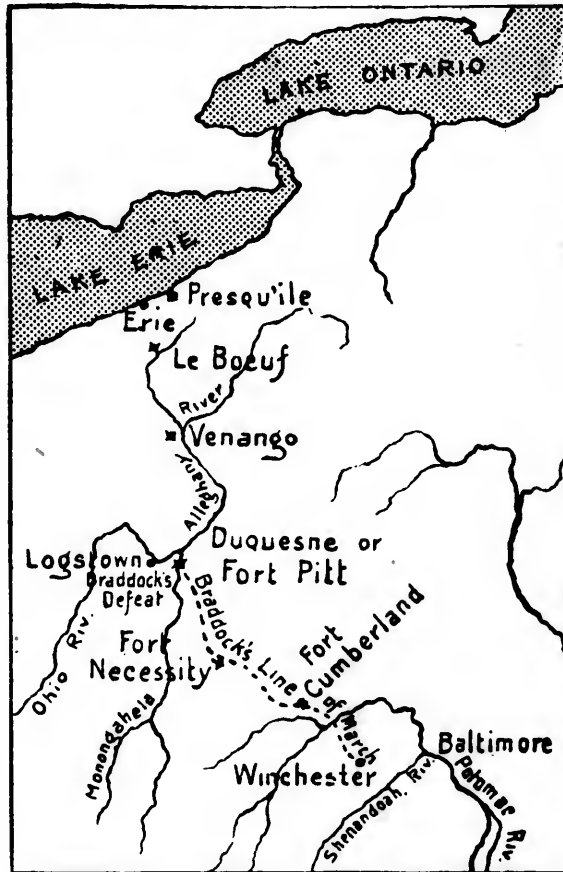 LAKE ONTARIO
LAKE ERIE
Presqu'ile
Erie
Le Boeuf
River
Venango
Allegheny
Logstown
Duquesne or
Fort Pitt
Braddock's
Defeat
Braddock's Line of March
Fort
Cumberland
Fort
Necessity
Ohio Riv.
Monongahela
Winchester
Baltimore
Shenandoah Riv.
Potomac
Riv.